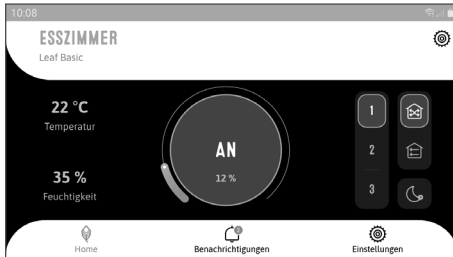 10:08
ESSZIMMER
Leaf Basic
22 °C
Temperatur
35 %
Feuchtigkeit
AN
12 %
1
2
3
Home
Benachrichtigungen
Einstellungen